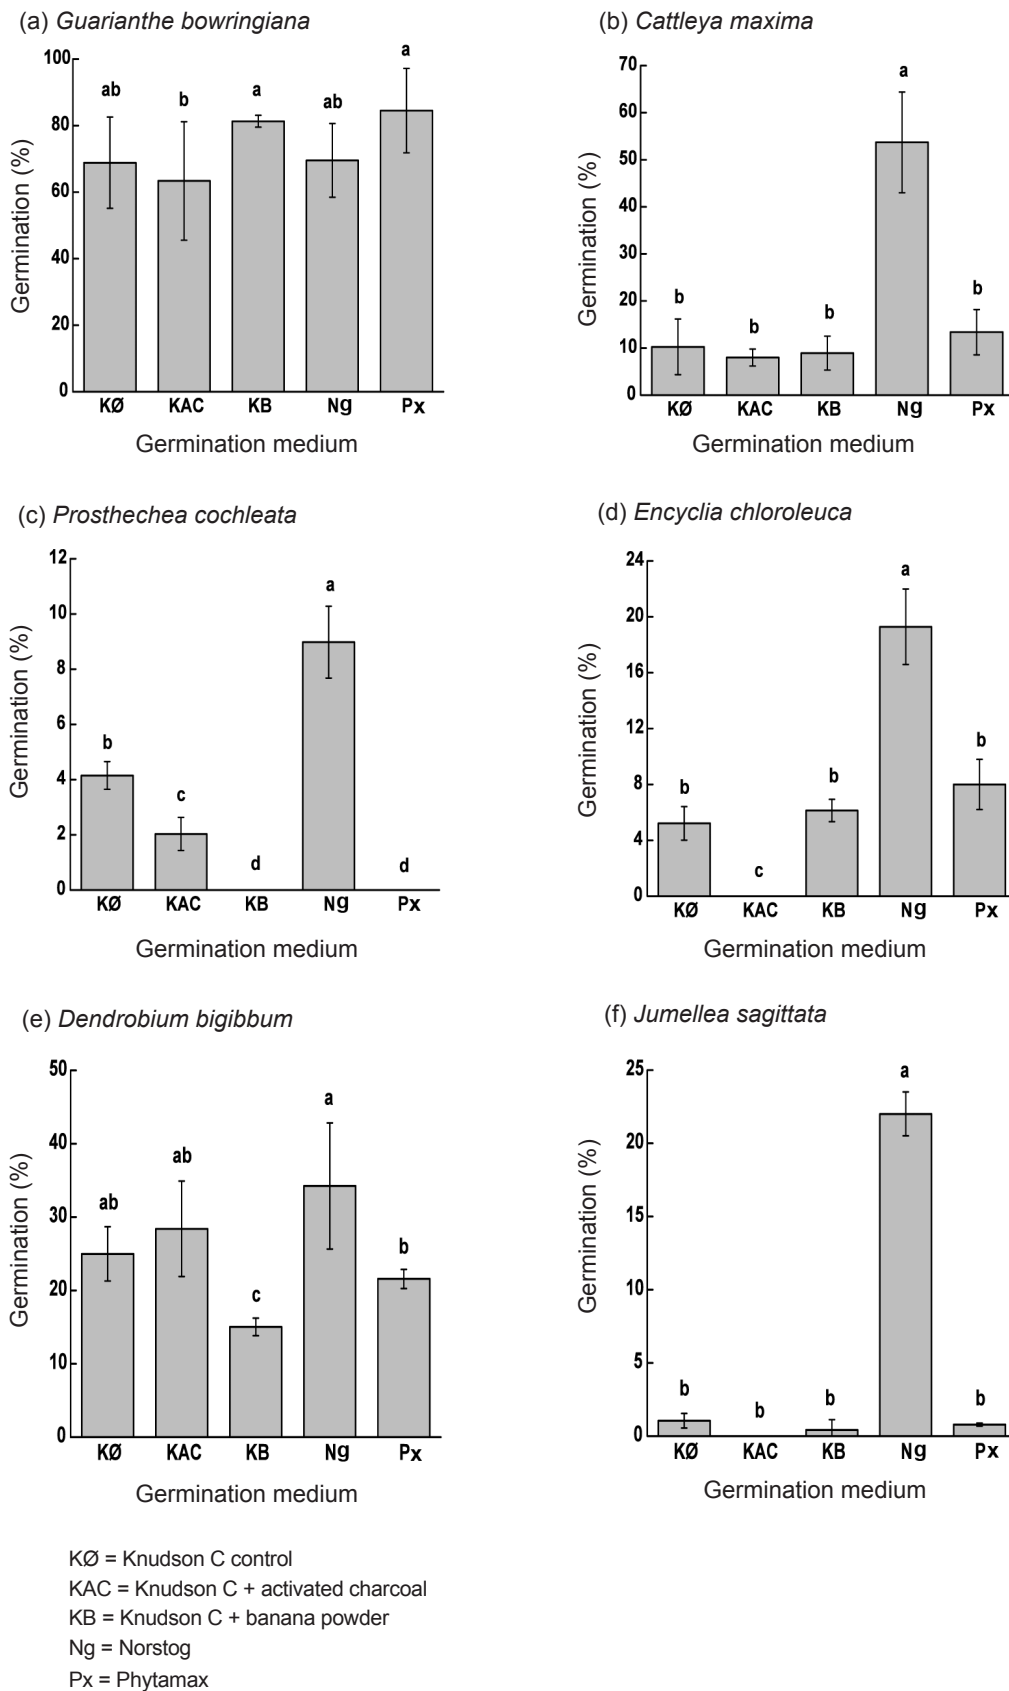 (a) Guarianthe bowringiana
100
80
60
40
20
0
Germination (%)
ab
b
a
ab
a
KØ KAC KB Ng Px
Germination medium
(b) Cattleya maxima
70
60
50
40
30
20
10
0
Germination (%)
b
b
b
a
b
KØ KAC KB Ng Px
Germination medium
(c) Prosthechea cochleata
12
10
8
6
4
2
0
Germination (%)
b
c
d
a
d
KØ KAC KB Ng Px
Germination medium
(d) Encyclia chloroleuca
24
20
16
12
8
4
0
Germination (%)
b
c
b
a
b
KØ KAC KB Ng Px
Germination medium
(e) Dendrobium bigibbum
50
40
30
20
10
0
Germination (%)
ab
ab
c
a
b
KØ KAC KB Ng Px
Germination medium
(f) Jumellea sagittata
25
20
15
10
5
0
Germination (%)
b
b
b
a
b
KØ KAC KB Ng Px
Germination medium
KØ = Knudson C control
KAC = Knudson C + activated charcoal
KB = Knudson C + banana powder
Ng = Norstog
Px = Phytamax